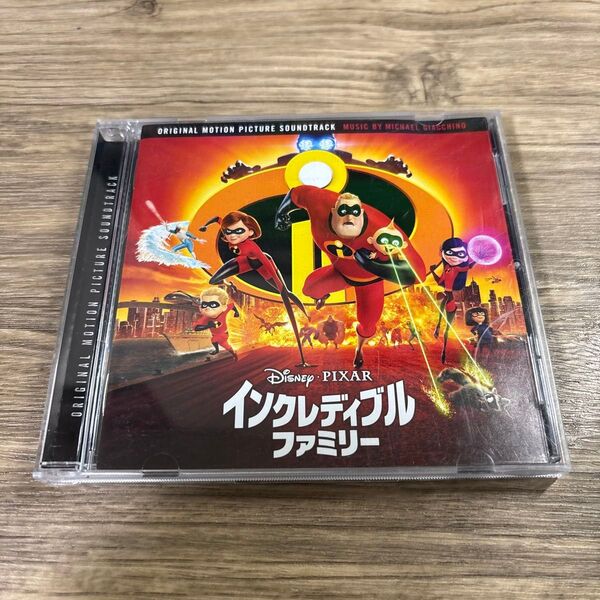 ORIGINAL MOTION PICTURE SOUNDTRACK MUSIC BY MICHAEL GIACCHINO
ORIGINAL MOTION PICTURE SOUNDTRACK
DISNEY · PIXAR
インクレディブル
ファミリー